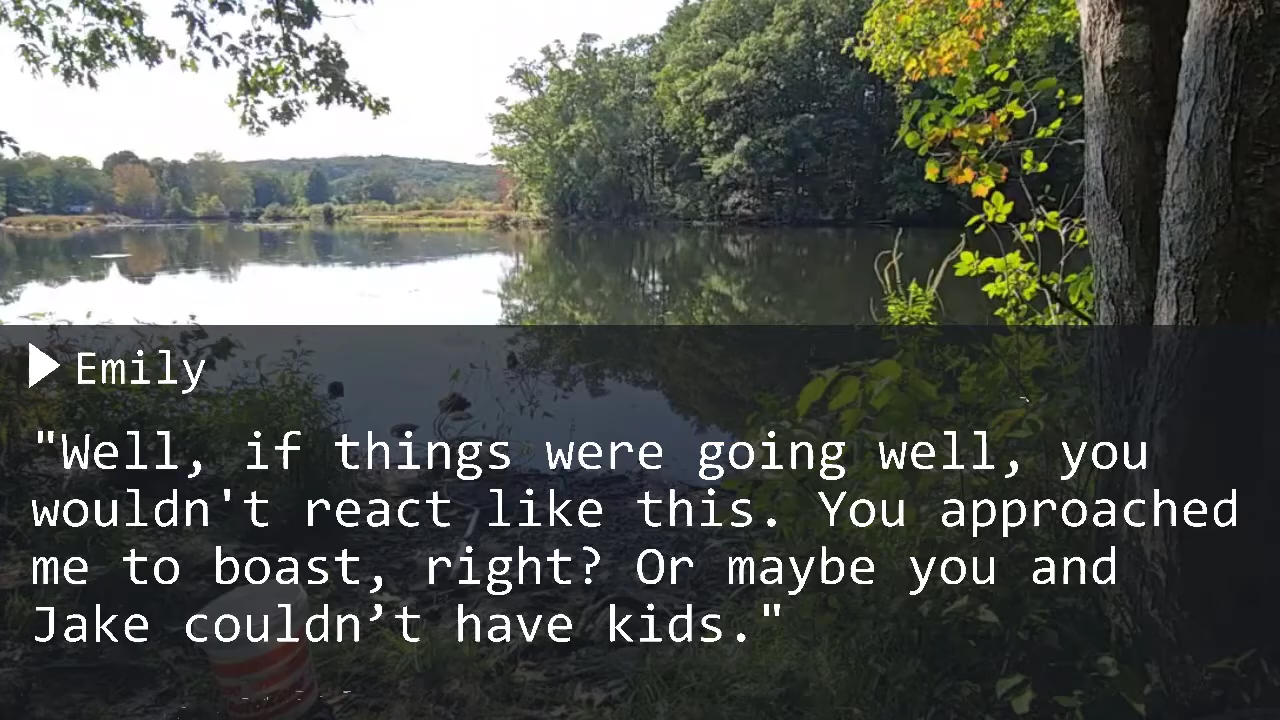 Emily
"Well, if things were going well, you
wouldn't react like this. You approached
me to boast, right? Or maybe you and
Jake couldn’t have kids."